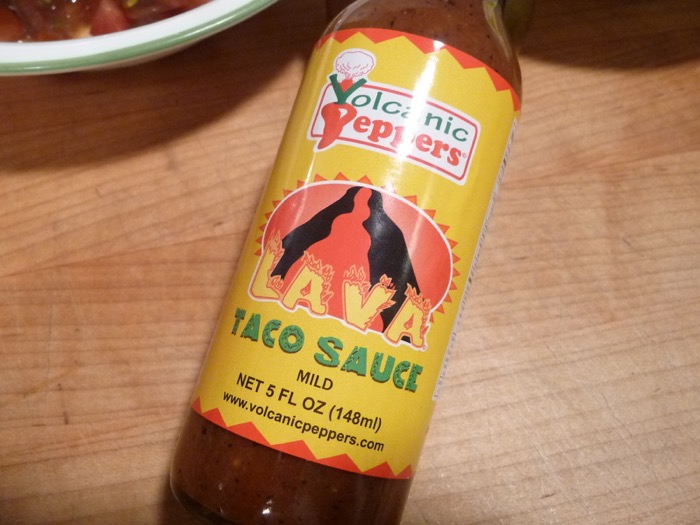 Volcanic
Peppers
LAVA
TACO SAUCE
MILD
NET 5 FL OZ (148ml)
www.volcanicpeppers.com